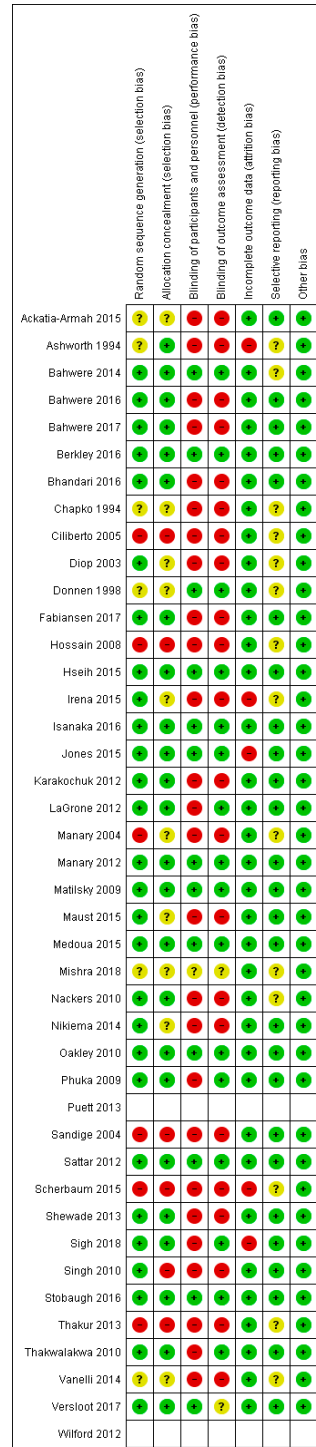 Random sequence generation (selection bias)
Allocation concealment (selection bias)
Blinding of participants and personnel (performance bias)
Blinding of outcome assessment (detection bias)
Incomplete outcome data (attrition bias)
Selective reporting (reporting bias)
Other bias
Ackatia-Armah 2015 ? ? - - + + +
Ashworth 1994 ? + - - - ? +
Bahwere 2014 + + + + + ? +
Bahwere 2016 + + - - + + +
Bahwere 2017 + + - - + + +
Berkley 2016 + + + + + + +
Bhandari 2016 + + - - + + +
Chapko 1994 ? ? - - + ? +
Ciliberto 2005 - - - - + ? +
Diop 2003 + ? - - + ? +
Donnen 1998 ? ? + + + ? +
Fabiansen 2017 + + - - + + +
Hossain 2008 - - - - + ? +
Hseih 2015 + + + + + + +
Irena 2015 + ? - - - ? +
Isanaka 2016 + + + + + + +
Jones 2015 + + + + - + +
Karakochuk 2012 + + - - + + +
LaGrone 2012 + + - + + + +
Manary 2004 - ? - - + ? +
Manary 2012 + + + + + + +
Matilsky 2009 + + + + + + +
Maust 2015 + ? - - + + +
Medoua 2015 + + + + + + +
Mishra 2018 ? ? ? ? + ? +
Nackers 2010 + + - - + ? +
Nikiema 2014 + ? - - + + +
Oakley 2010 + + + + + + +
Phuka 2009 + + - + + + +
Puett 2013
Sandige 2004 - - - - + + +
Sattar 2012 + + + + + + +
Scherbaum 2015 - - - - - ? +
Shewade 2013 + + - - + + +
Sigh 2018 + + - + - + +
Singh 2010 + - - - + + +
Stobaugh 2016 + + + + + + +
Thakur 2013 - - - - + ? +
Thakwalakwa 2010 + + - + + + +
Vanelli 2014 ? ? - - + ? +
Versloot 2017 + + + ? + + +
Wilford 2012